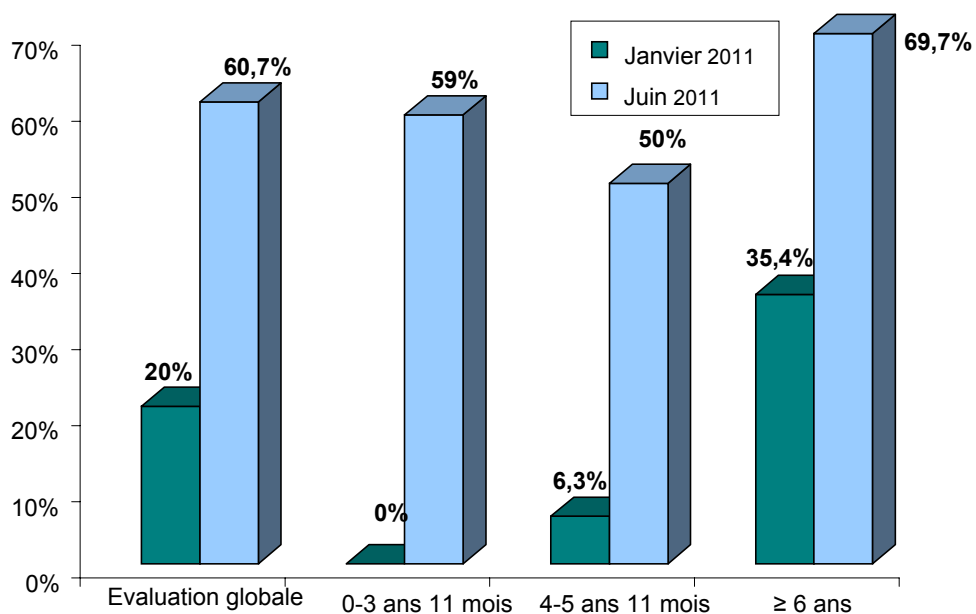 70%
60%
50%
40%
30%
20%
10%
0%
Janvier 2011
Juin 2011
20%
60,7%
0%
59%
6,3%
50%
35,4%
69,7%
Evaluation globale
0-3 ans 11 mois
4-5 ans 11 mois
≥ 6 ans